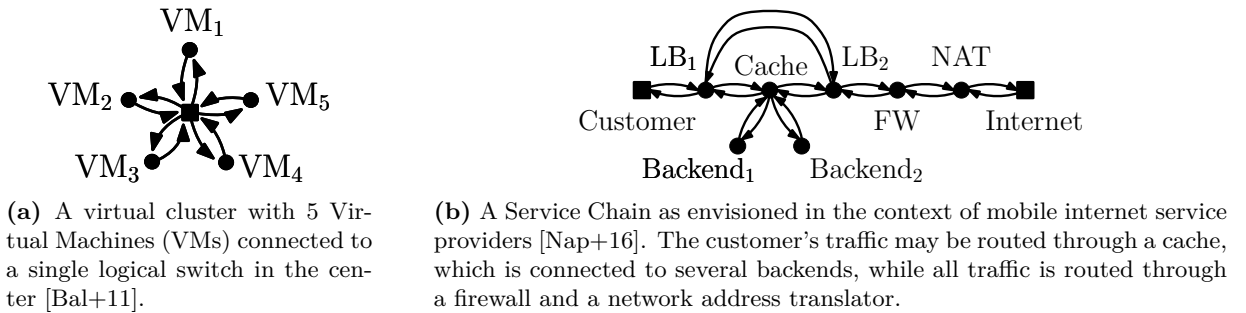 VM₁
VM₂
VM₅
VM₃
VM₄
(a) A virtual cluster with 5 Vir-
tual Machines (VMs) connected to
a single logical switch in the cen-
ter [Bal+11].
LB₁
Cache
LB₂
NAT
Customer
FW
Internet
Backend₁
Backend₂
(b) A Service Chain as envisioned in the context of mobile internet service
providers [Nap+16]. The customer's traffic may be routed through a cache,
which is connected to several backends, while all traffic is routed through
a firewall and a network address translator.